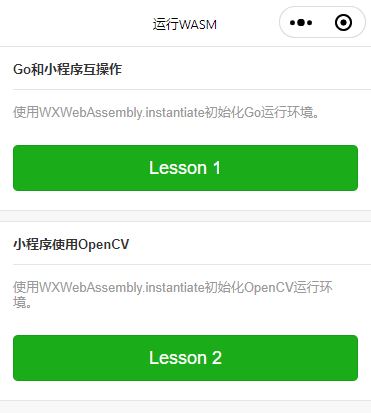 运行WASM
Go和小程序互操作
使用WXWebAssembly.instantiate初始化Go运行环境。
Lesson 1
小程序使用OpenCV
使用WXWebAssembly.instantiate初始化OpenCV运行环
境。
Lesson 2